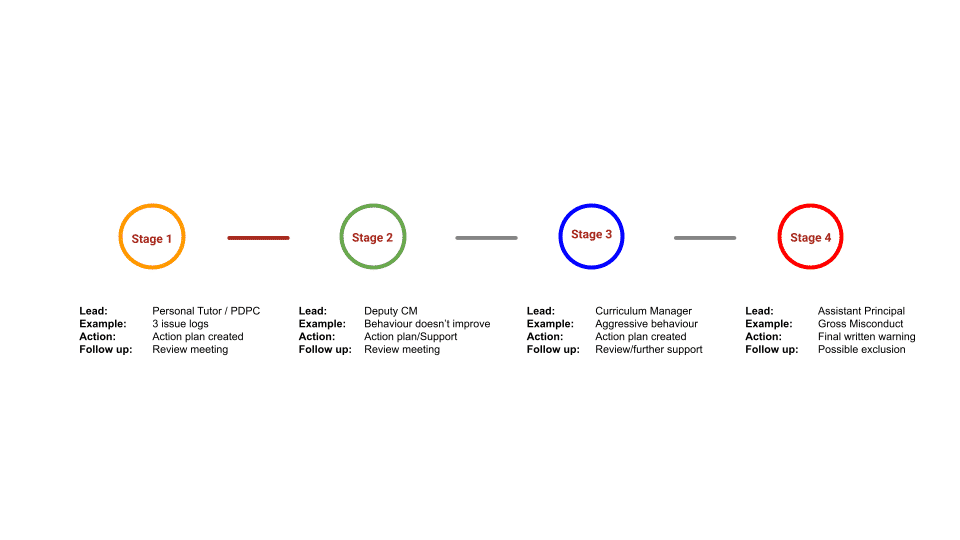 Stage 1
Stage 2
Stage 3
Stage 4
Lead: Personal Tutor / PDPC
Example: 3 issue logs
Action: Action plan created
Follow up: Review meeting
Lead: Deputy CM
Example: Behaviour doesn't improve
Action: Action plan/Support
Follow up: Review meeting
Lead: Curriculum Manager
Example: Aggressive behaviour
Action: Action plan created
Follow up: Review/further support
Lead: Assistant Principal
Example: Gross Misconduct
Action: Final written warning
Follow up: Possible exclusion